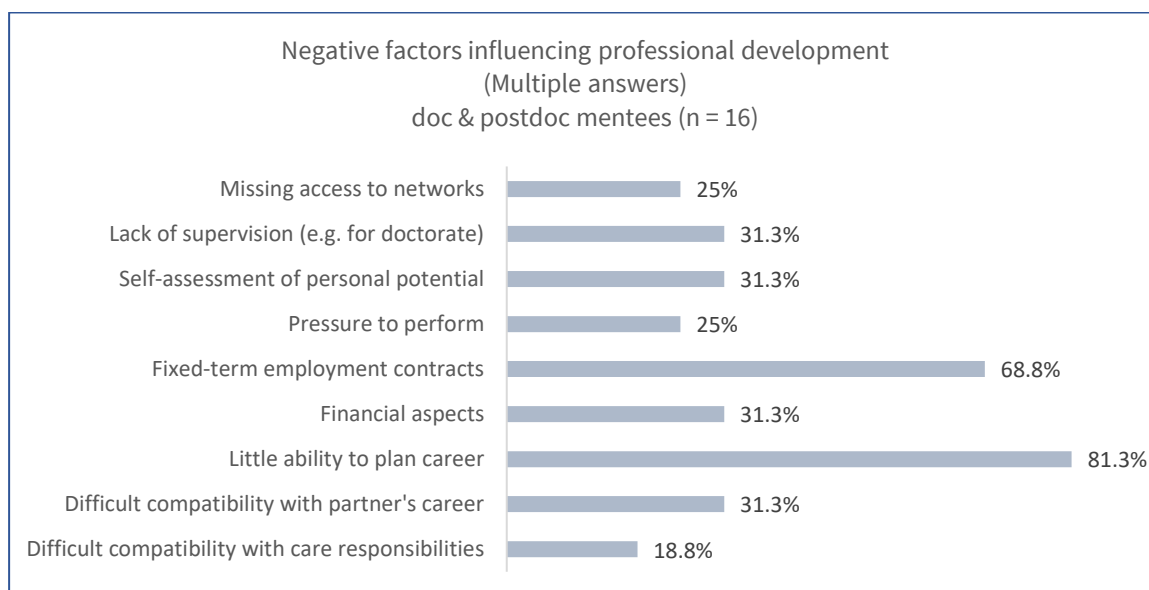 Negative factors influencing professional development
(Multiple answers)
doc & postdoc mentees (n = 16)
Missing access to networks 25%
Lack of supervision (e.g. for doctorate) 31.3%
Self-assessment of personal potential 31.3%
Pressure to perform 25%
Fixed-term employment contracts 68.8%
Financial aspects 31.3%
Little ability to plan career 81.3%
Difficult compatibility with partner's career 31.3%
Difficult compatibility with care responsibilities 18.8%